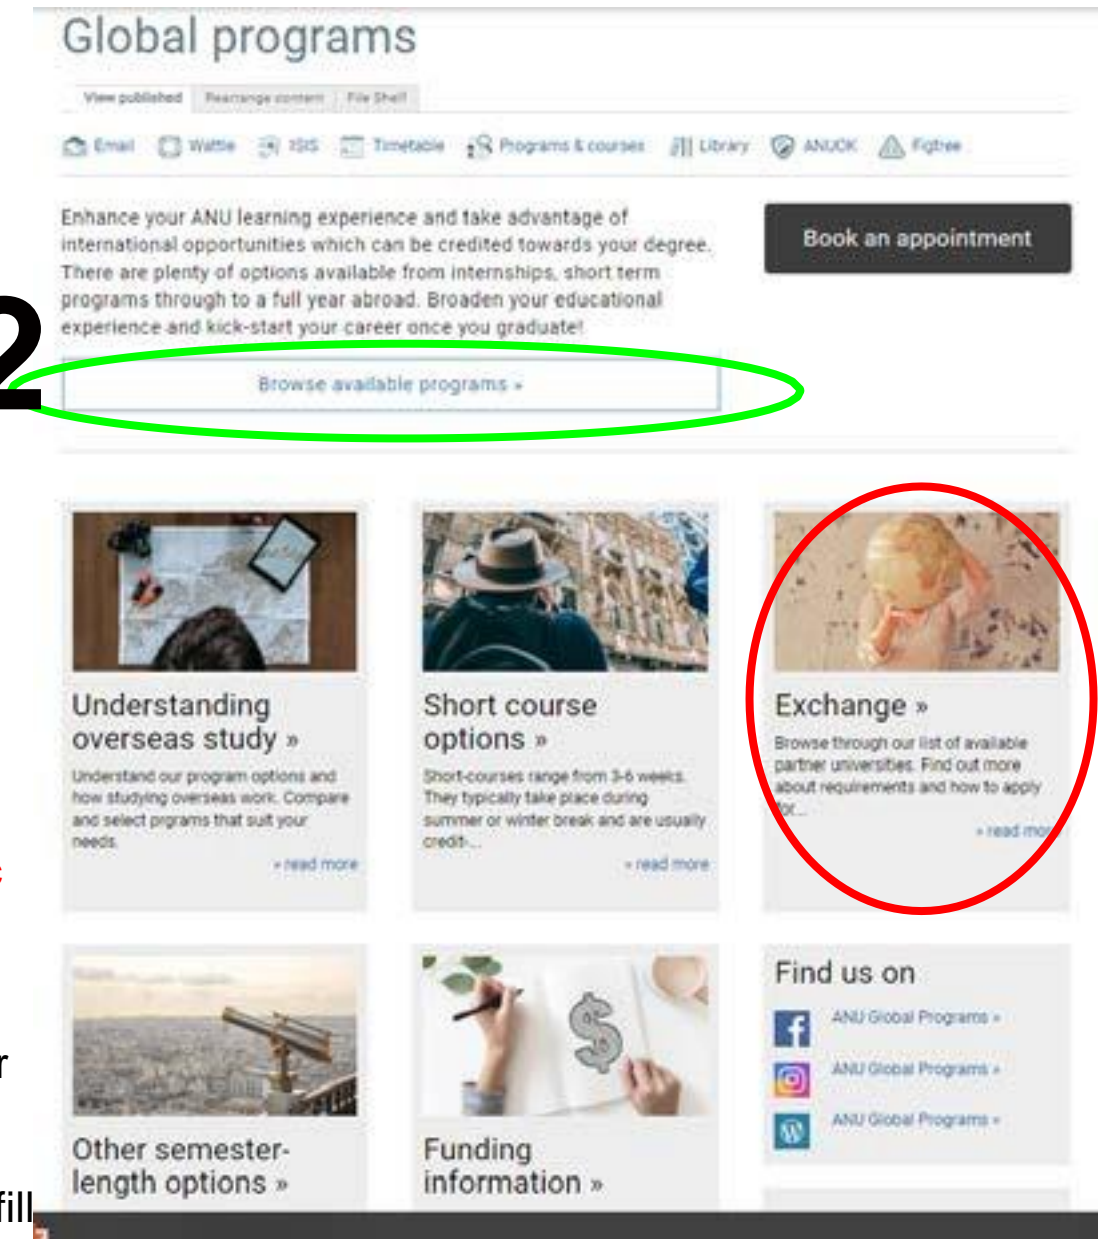 Global programs
View published Rearrange content File Shelf
Email Wattle ISIS Timetable Programs & courses Library ANUOK Figtree
Enhance your ANU learning experience and take advantage of
international opportunities which can be credited towards your degree.
There are plenty of options available from internships, short term
programs through to a full year abroad. Broaden your educational
experience and kick-start your career once you graduate!
Book an appointment
2
Browse available programs »
Understanding
overseas study »
Understand our program options and
how studying overseas work. Compare
and select prgrams that suit your
needs.
» read more
Short course
options »
Short-courses range from 3-6 weeks.
They typically take place during
summer or winter break and are usually
credit-...
» read more
Exchange »
Browse through our list of available
partner universities. Find out more
about requirements and how to apply
for...
» read more
r
fill
Other semester-
length options »
Funding
information »
Find us on
ANU Global Programs »
ANU Global Programs »
ANU Global Programs »